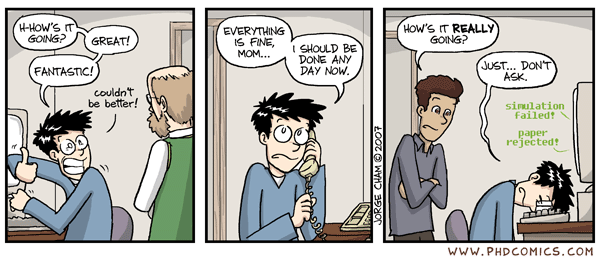 H-HOW'S IT
GOING?
GREAT!
FANTASTIC!
couldn't
be better!
EVERYTHING
IS FINE,
MOM...
I SHOULD BE
DONE ANY
DAY NOW.
JORGE CHAM © 2007
HOW'S IT REALLY
GOING?
JUST... DON'T
ASK.
simulation
failed!
paper
rejected!
WWW.PHDCOMICS.COM